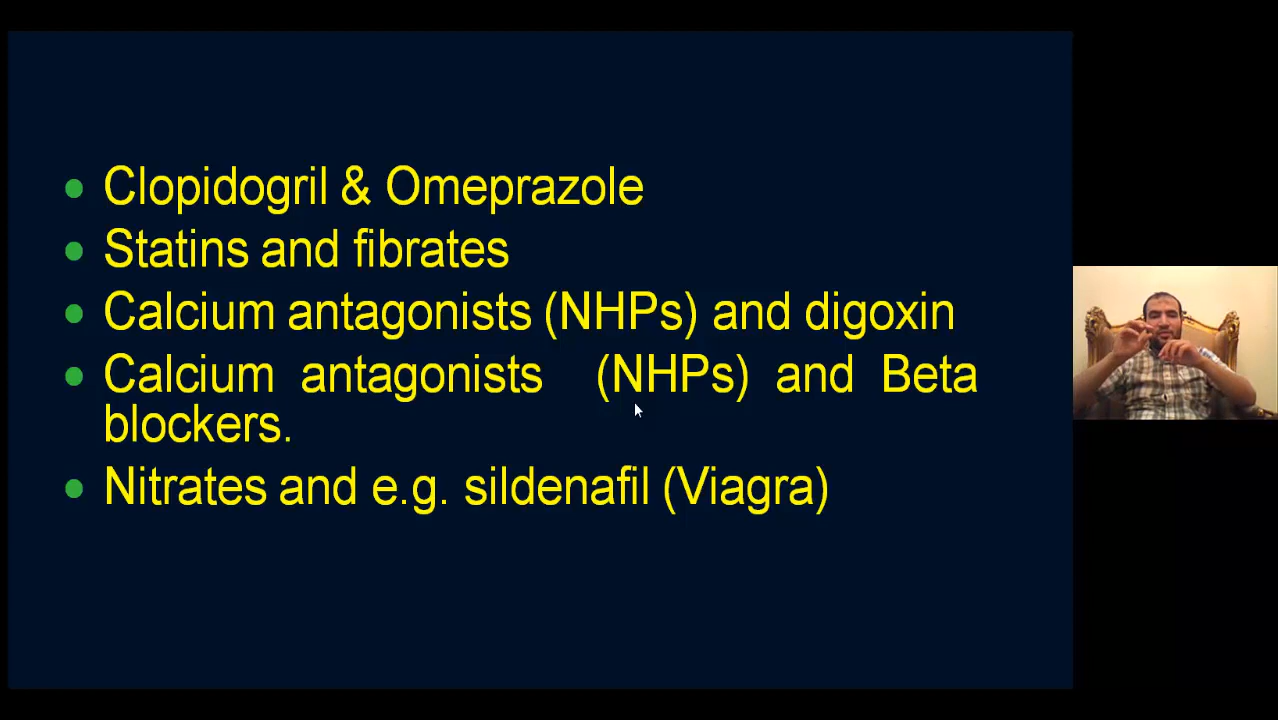 Clopidogril & Omeprazole
Statins and fibrates
Calcium antagonists (NHPs) and digoxin
Calcium antagonists (NHPs) and Beta
blockers.
Nitrates and e.g. sildenafil (Viagra)